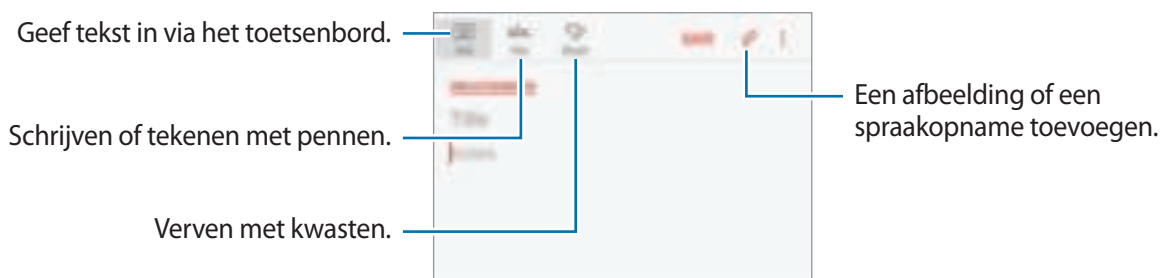 Geef tekst in via het toetsenbord.
Schrijven of tekenen met pennen.
Verven met kwasten.
Een afbeelding of een
spraakopname toevoegen.
Title